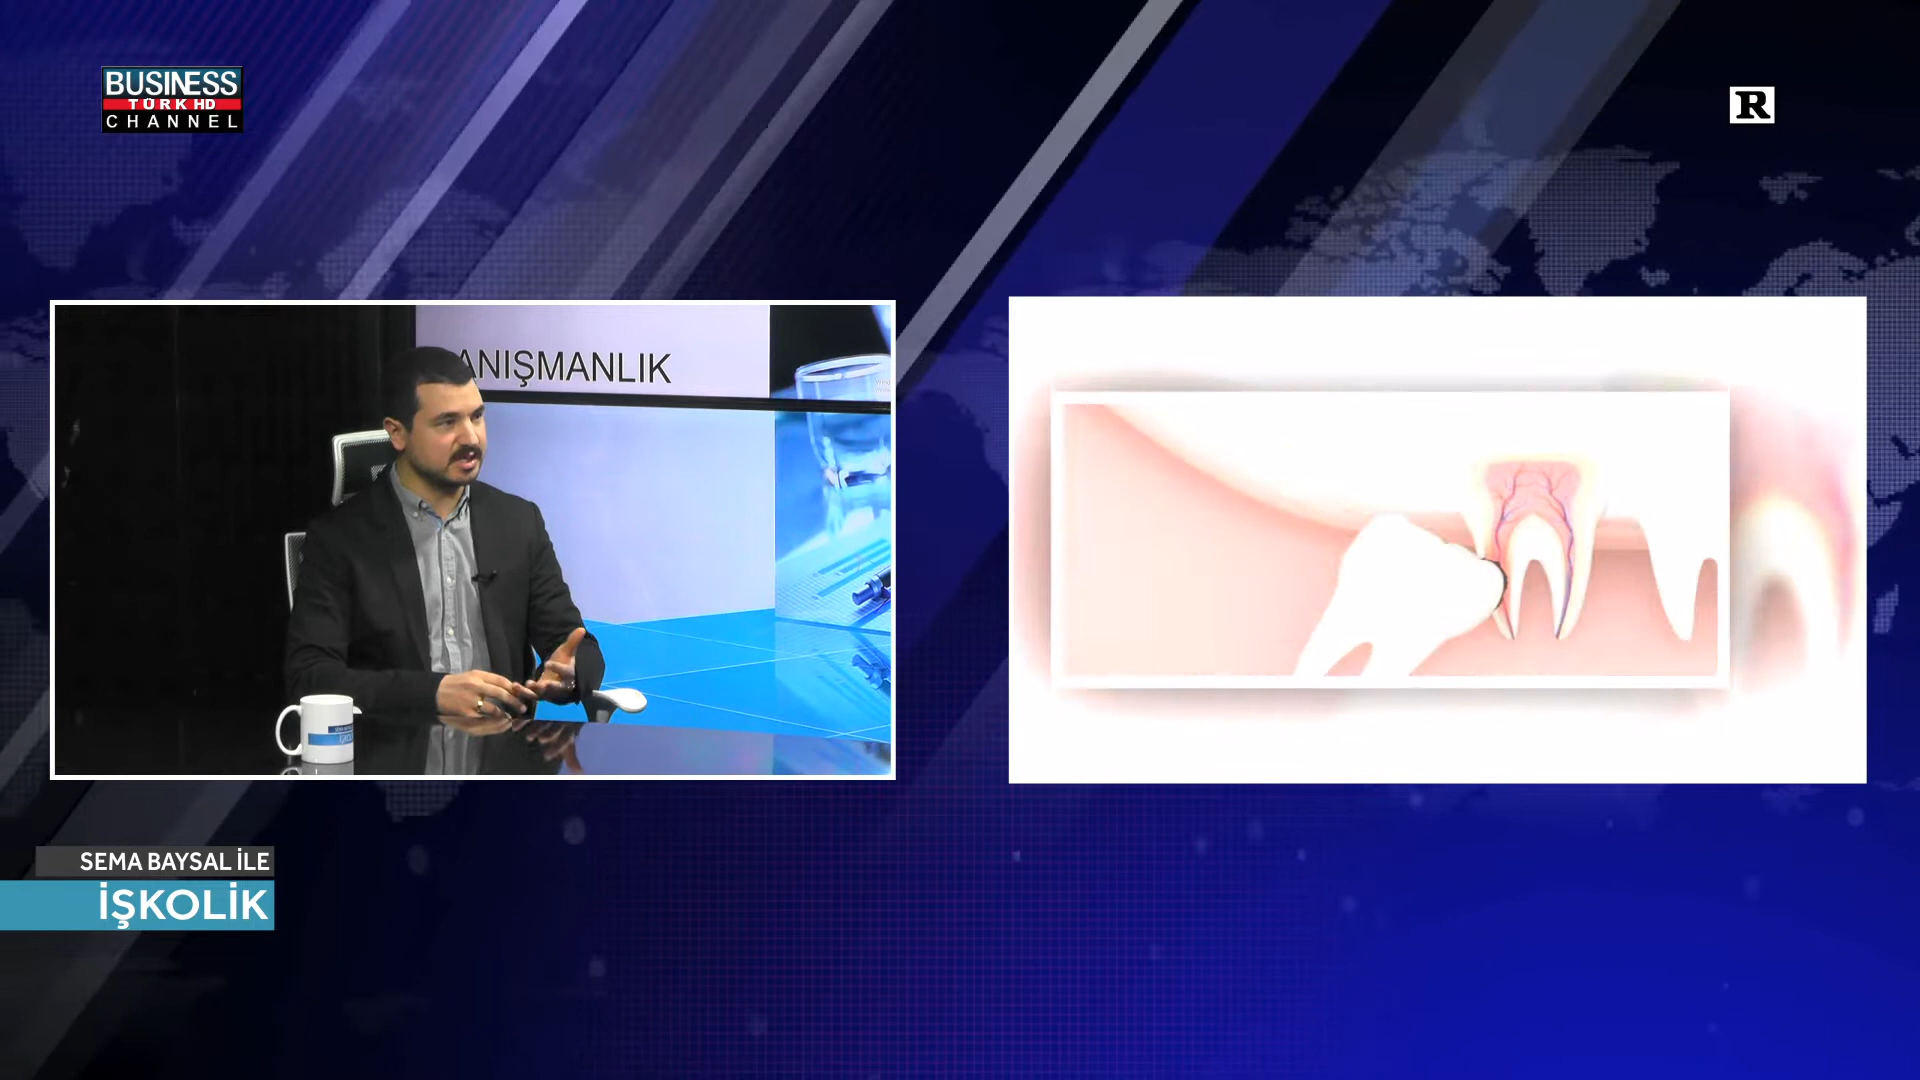 BUSINESS
TÜRK HD
CHANNEL
R
ANIŞMANLIK
SEMA BAYSAL İLE
İŞKOLİK